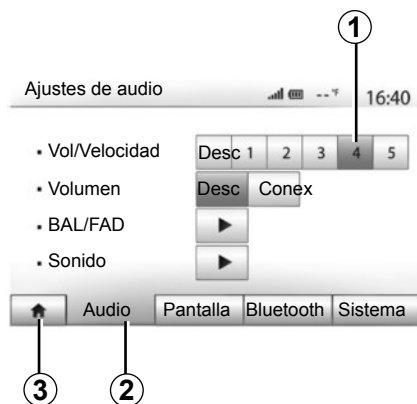 1
Ajustes de audio --°F 16:40
▪ Vol/Velocidad Desc 1 2 3 4 5
▪ Volumen Desc Conex
▪ BAL/FAD
▪ Sonido
Audio Pantalla Bluetooth Sistema
3 2